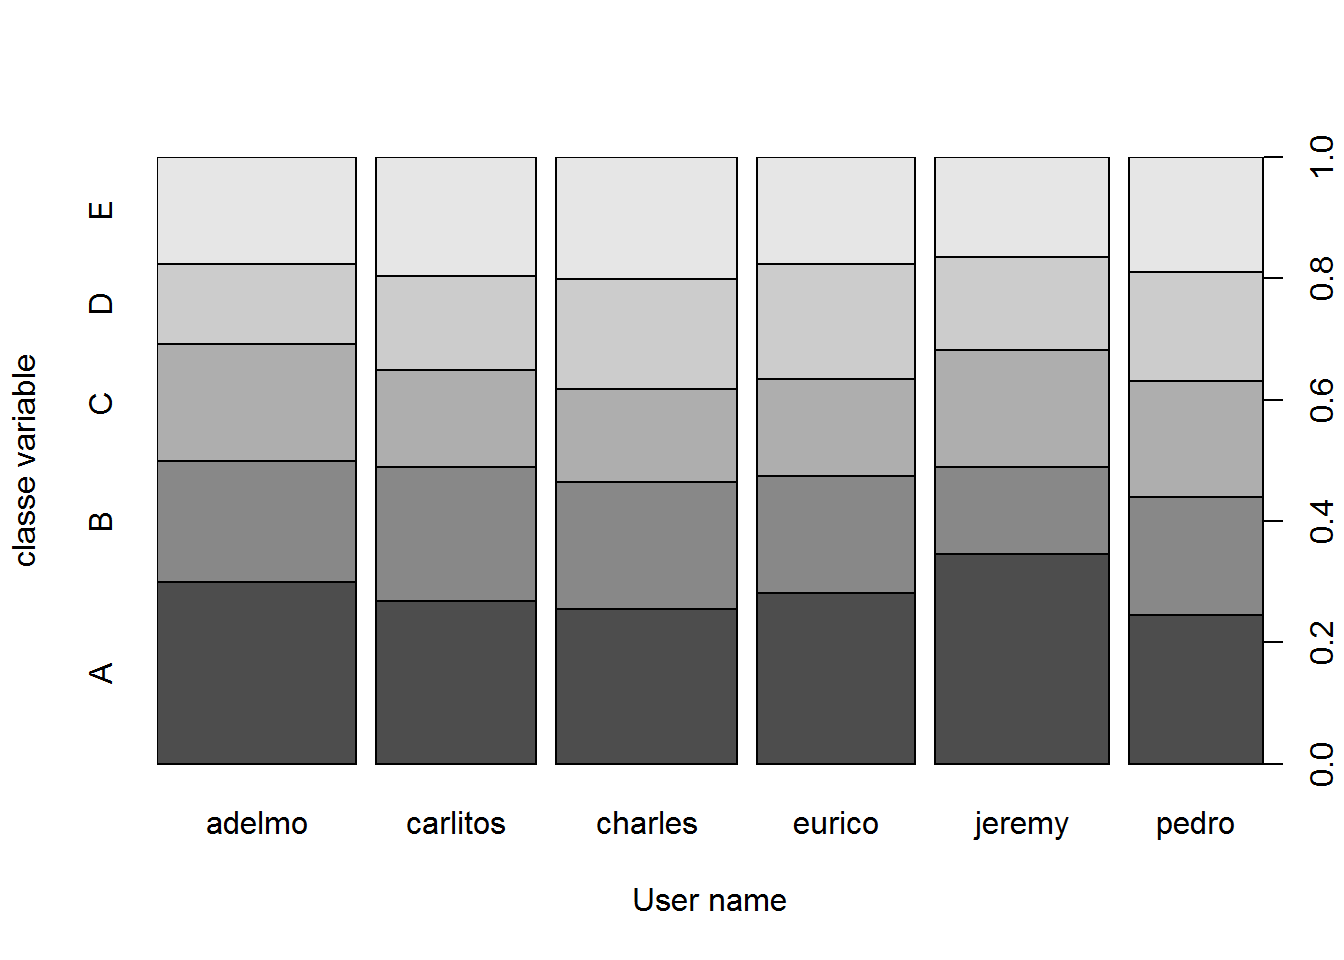 classe variable
E
D
C
B
A
1.0
0.8
0.6
0.4
0.2
0.0
adelmo carlitos charles eurico jeremy pedro
User name